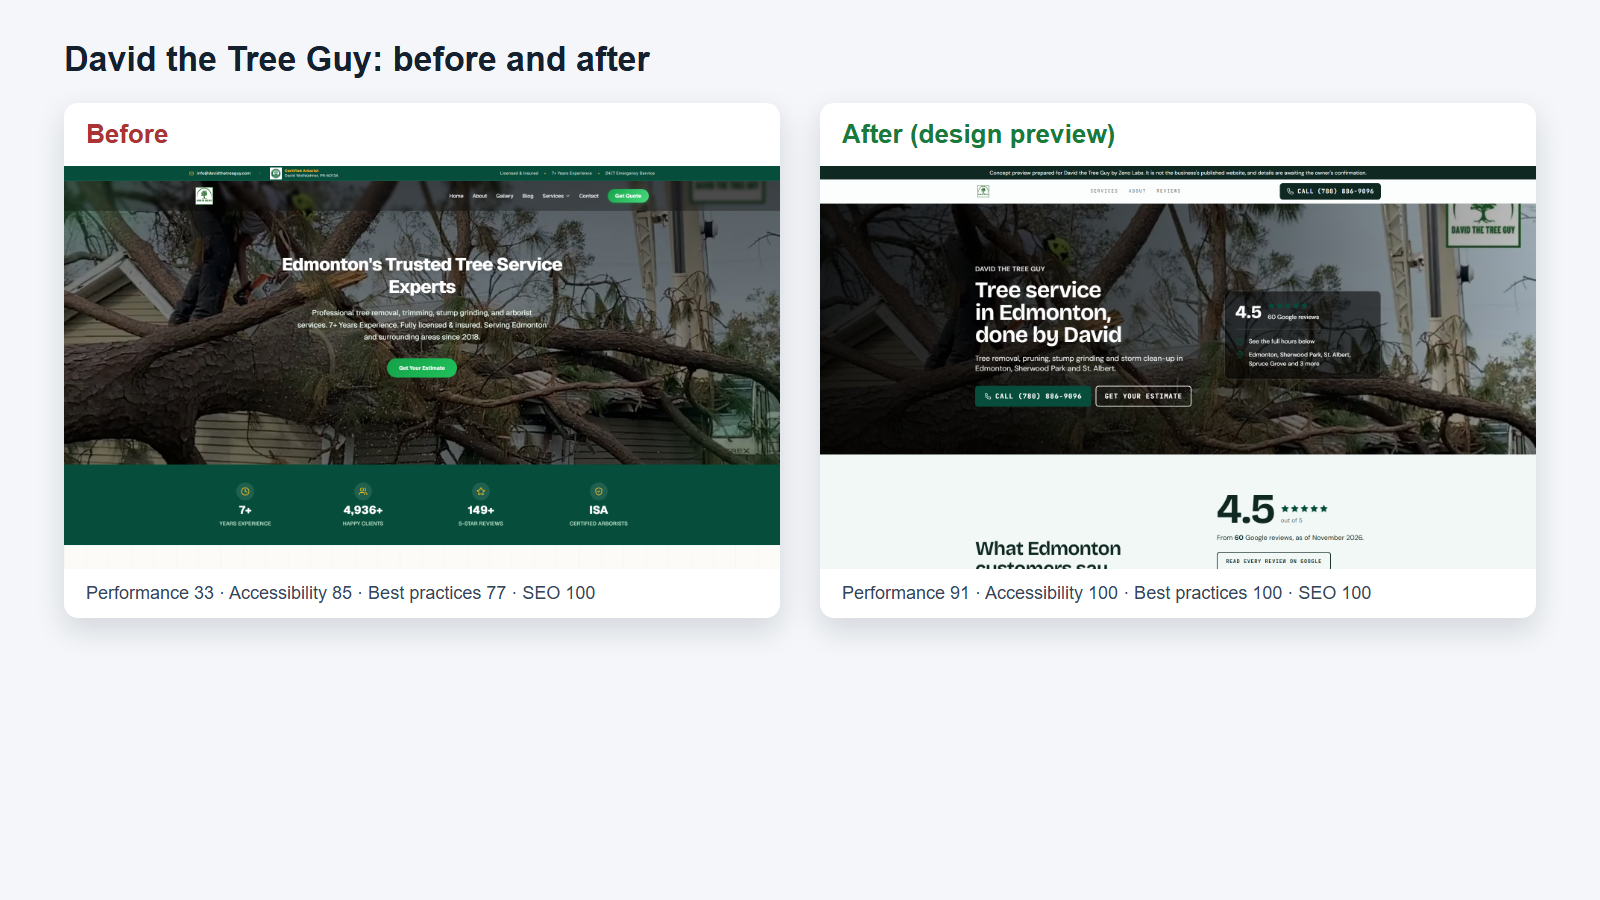 David the Tree Guy: before and after
Before
info@davidthetreeguy.com
Certified Arborist
Licensed & Insured • 7+ Years Experience • 24/7 Emergency Service
Home About Gallery Blog Services Contact Get Quote
Edmonton's Trusted Tree Service
Experts
Professional tree removal, trimming, stump grinding, and arborist
services. 7+ Years Experience. Fully licensed & insured. Serving Edmonton
and surrounding areas since 2018.
Get Your Estimate
7+
YEARS EXPERIENCE
4,936+
HAPPY CLIENTS
149+
5-STAR REVIEWS
ISA
CERTIFIED ARBORISTS
Performance 33 · Accessibility 85 · Best practices 77 · SEO 100
After (design preview)
Concept preview prepared for David the Tree Guy by Zeno Labs. It is not the business's published website, and details are awaiting the owner's confirmation.
SERVICES ABOUT REVIEWS
CALL (780) 886-9096
DAVID THE TREE GUY
DAVID THE TREE GUY
Tree service
in Edmonton,
done by David
Tree removal, pruning, stump grinding and storm clean-up in
Edmonton, Sherwood Park and St. Albert.
CALL (780) 886-9096
GET YOUR ESTIMATE
4.5
60 Google reviews
See the full hours below
Edmonton, Sherwood Park, St. Albert,
Spruce Grove and 3 more
What Edmonton
customers say
4.5
out of 5
From 60 Google reviews, as of November 2026.
READ EVERY REVIEW ON GOOGLE
Performance 91 · Accessibility 100 · Best practices 100 · SEO 100